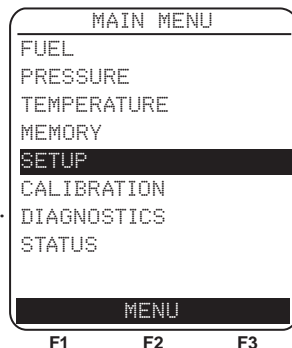 MAIN MENU
FUEL
PRESSURE
TEMPERATURE
MEMORY
SETUP
CALIBRATION
DIAGNOSTICS
STATUS
MENU
F1 F2 F3